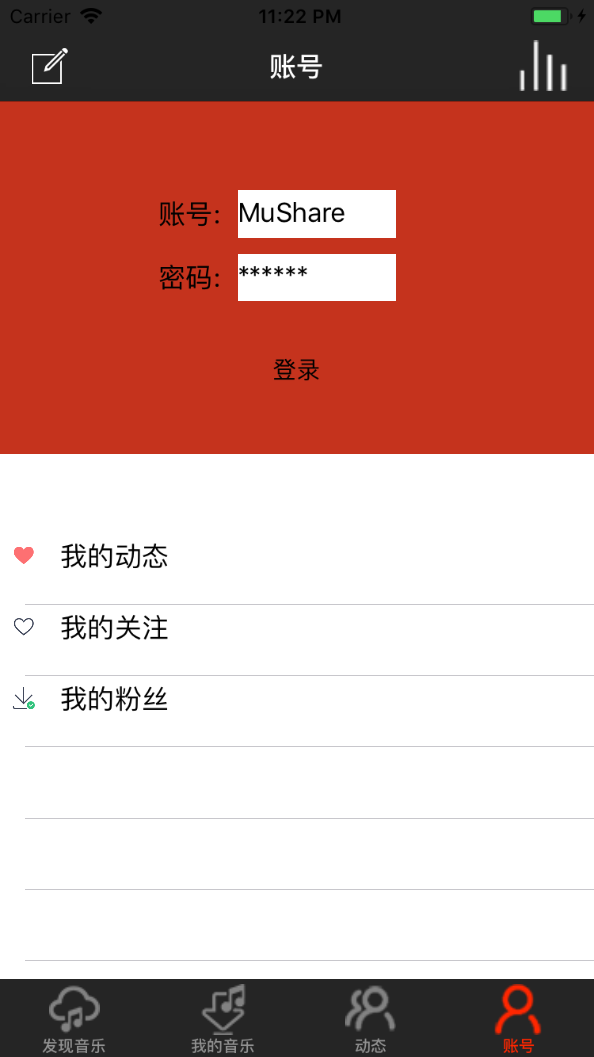 Carrier 11:22 PM
账号
账号: MuShare
密码: ******
登录
我的动态
我的关注
我的粉丝
发现音乐 我的音乐 动态 账号